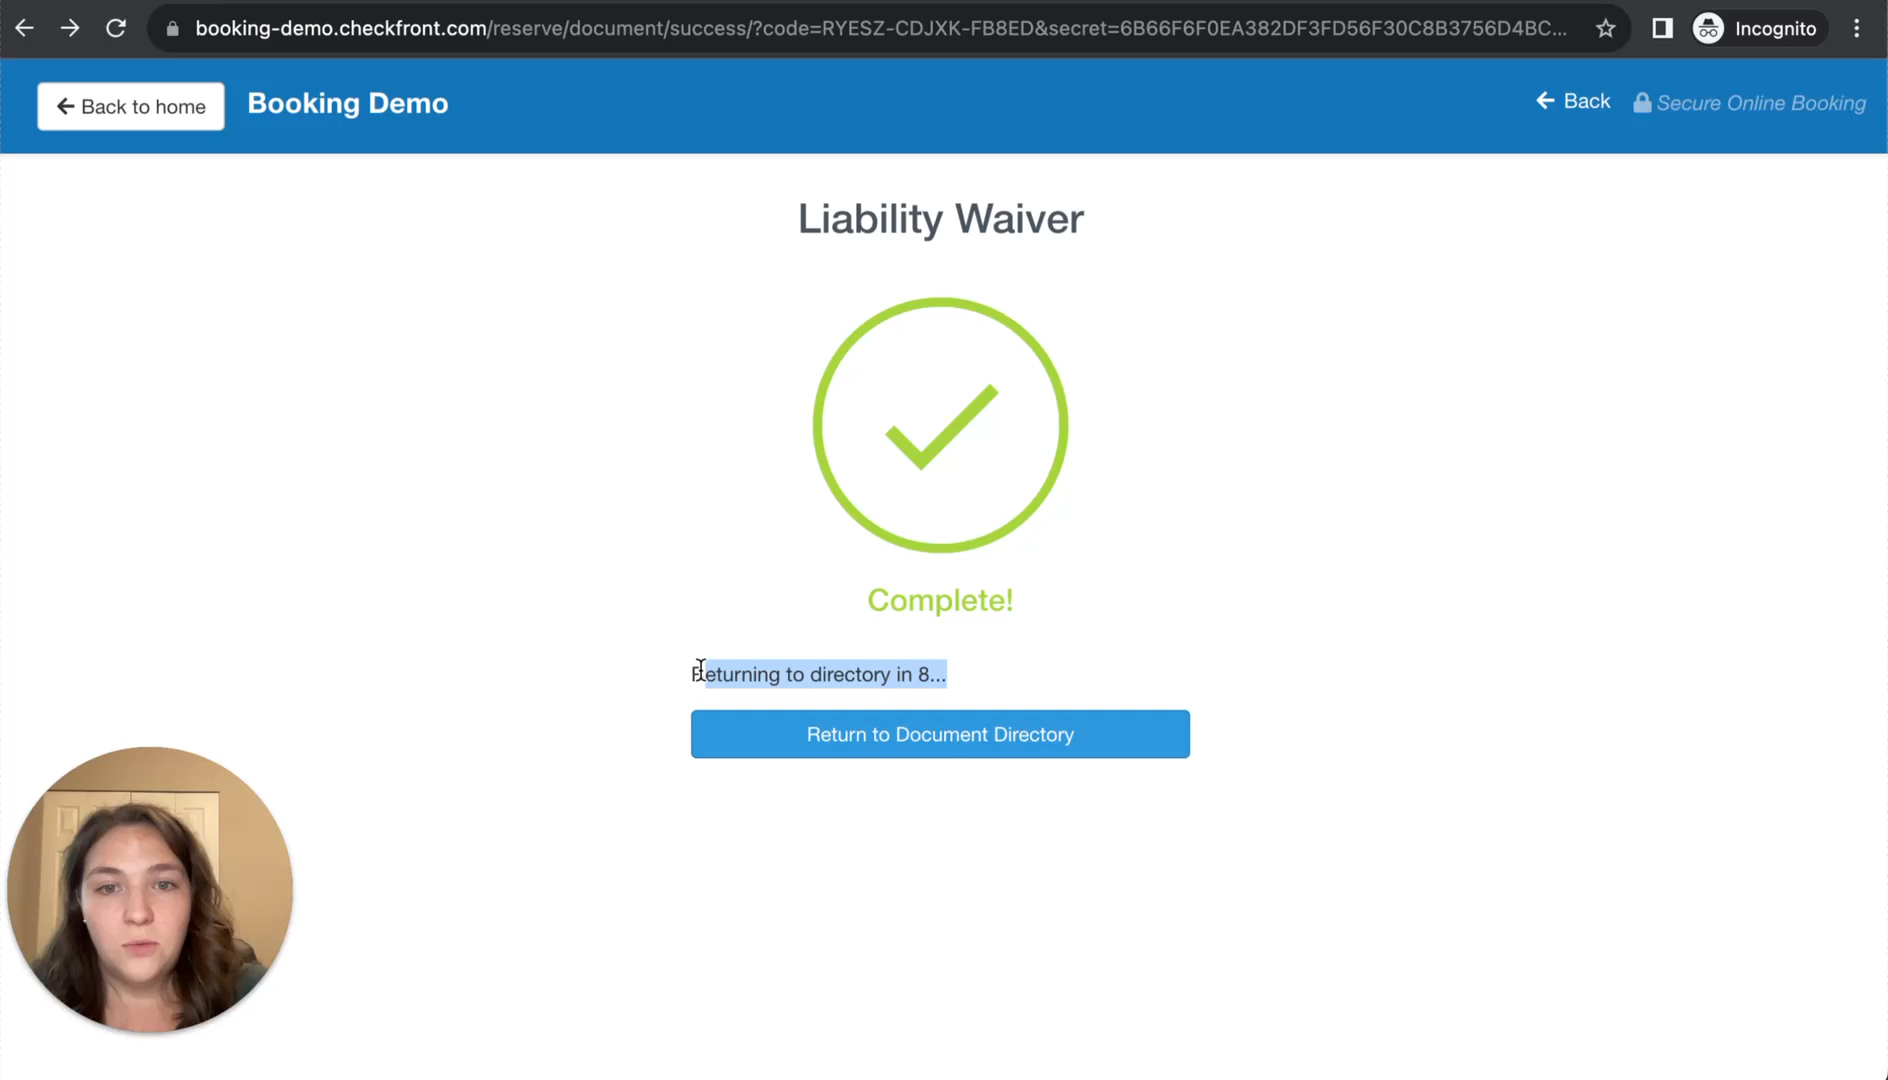 booking-demo.checkfront.com/reserve/document/success/?code=RYESZ-CDJXK-FB8ED&secret=6B66F6F0EA382DF3FD56F30C8B3756D4BC...
Incognito
Back to home
Booking Demo
Back
Secure Online Booking
Liability Waiver
Complete!
Returning to directory in 8...
Return to Document Directory